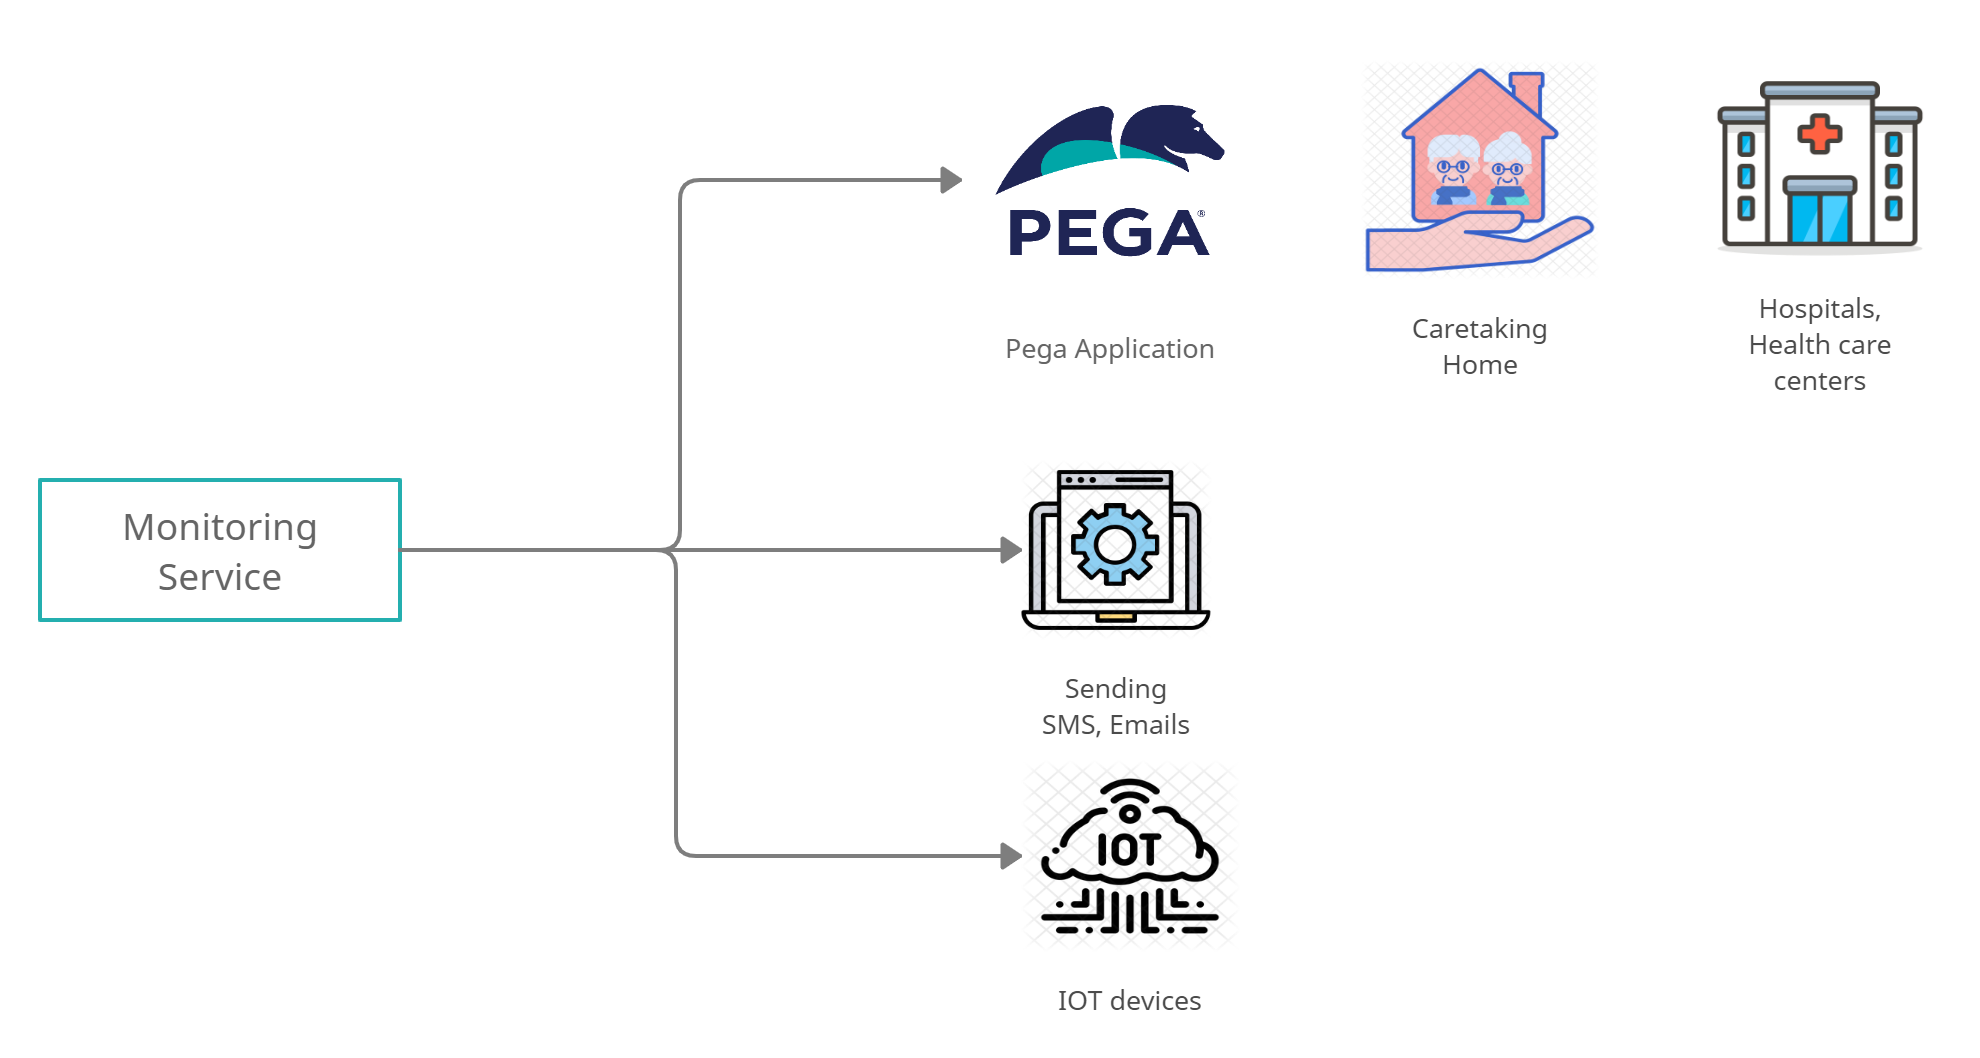 PEGA®
Pega Application
Caretaking
Home
Hospitals,
Health care
centers
Monitoring
Service
Sending
SMS, Emails
IOT
IOT devices